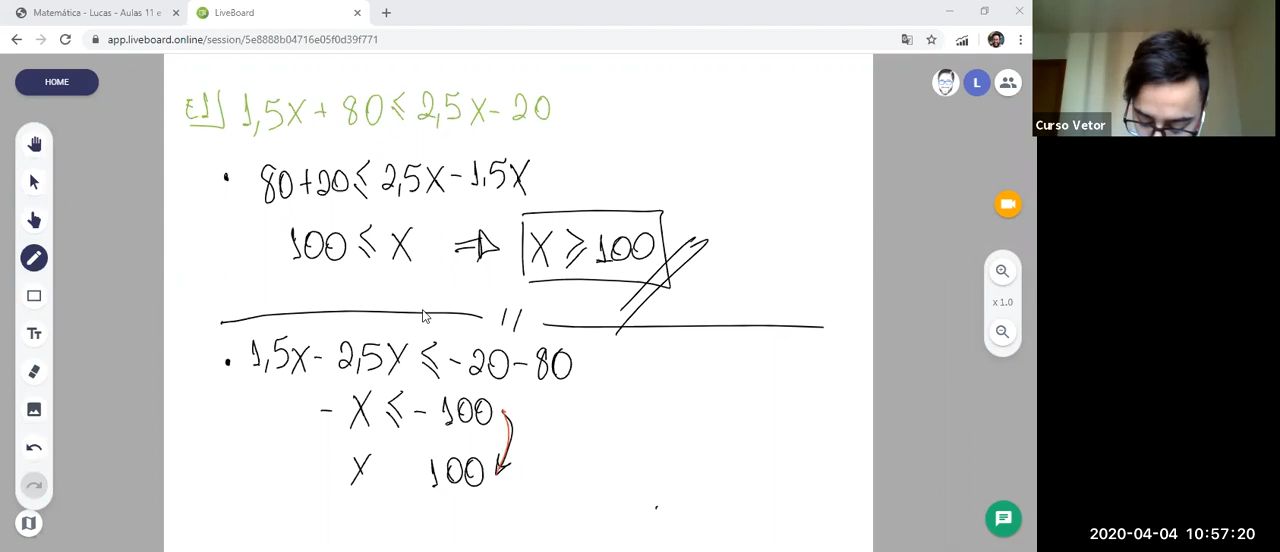 Matemática - Lucas - Aulas 11 e
LiveBoard
app.liveboard.online/session/5e8888b04716e05f0d39f771
HOME
L
Curso Vetor
E1) 1,5X + 80 ≤ 2,5X - 20
• 80 + 20 ≤ 2,5X - 1,5X
100 ≤ X ⇒ X ≥ 100
//
• 1,5X - 2,5X ≤ -20 - 80
- X ≤ - 100
X 100
Tт
x 1.0
2020-04-04 10:57:20